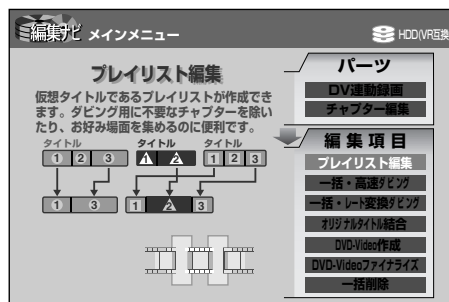 編集ナビ メインメニュー
HDD(VR互換
プレイリスト編集
仮想タイトルであるプレイリストが作成でき
ます。ダビング用に不要なチャプターを除い
たり、お好み場面を集めるのに便利です。
タイトル タイトル タイトル
1 2 3 1 2 1 2 3
1 3 1 2 3
パーツ
DV連動録画
チャプター編集
編集項目
プレイリスト編集
一括・高速ダビング
一括・レート変換ダビング
オリジナルタイトル結合
DVD-Video作成
DVD-Videoファイナライズ
一括削除